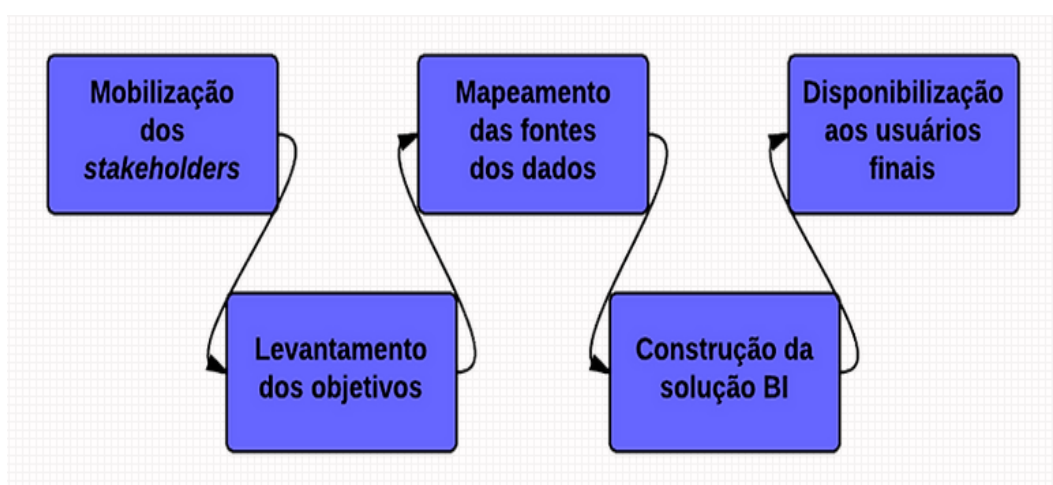 Mobilização
dos
stakeholders
Levantamento
dos objetivos
Mapeamento
das fontes
dos dados
Construção da
solução BI
Disponibilização
aos usuários
finais